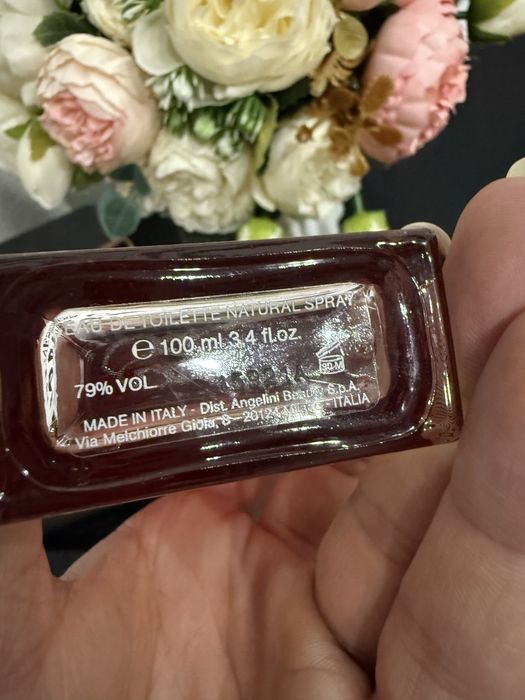 EAU DE TOILETTE NATURAL SPRAY
℮ 100 ml 3.4 fl.oz.
30 M
79% VOL
MADE IN ITALY - Dist. Angelini Beauty S.p.A.
Via Melchiorre Gioia, 8 - 20124 Milano - ITALIA